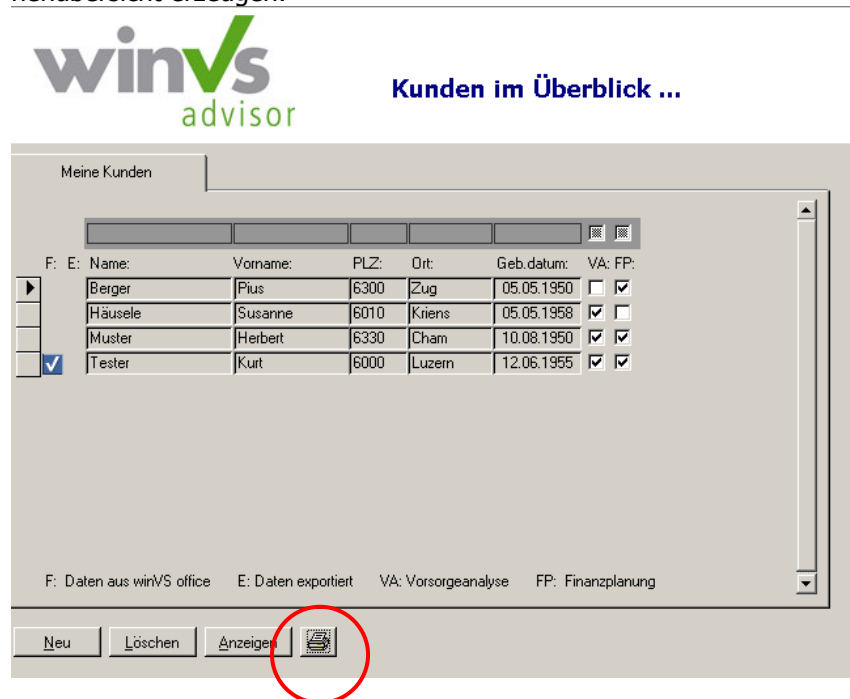 nenübersicht erzeugen.
winVS
advisor
Kunden im Überblick ...
Meine Kunden
F: E: Name: Vorname: PLZ: Ort: Geb.datum: VA: FP:
Berger Pius 6300 Zug 05.05.1950
Häusele Susanne 6010 Kriens 05.05.1958
Muster Herbert 6330 Cham 10.08.1950
Tester Kurt 6000 Luzern 12.06.1955
F: Daten aus winVS office E: Daten exportiert VA: Vorsorgeanalyse FP: Finanzplanung
Neu Löschen Anzeigen